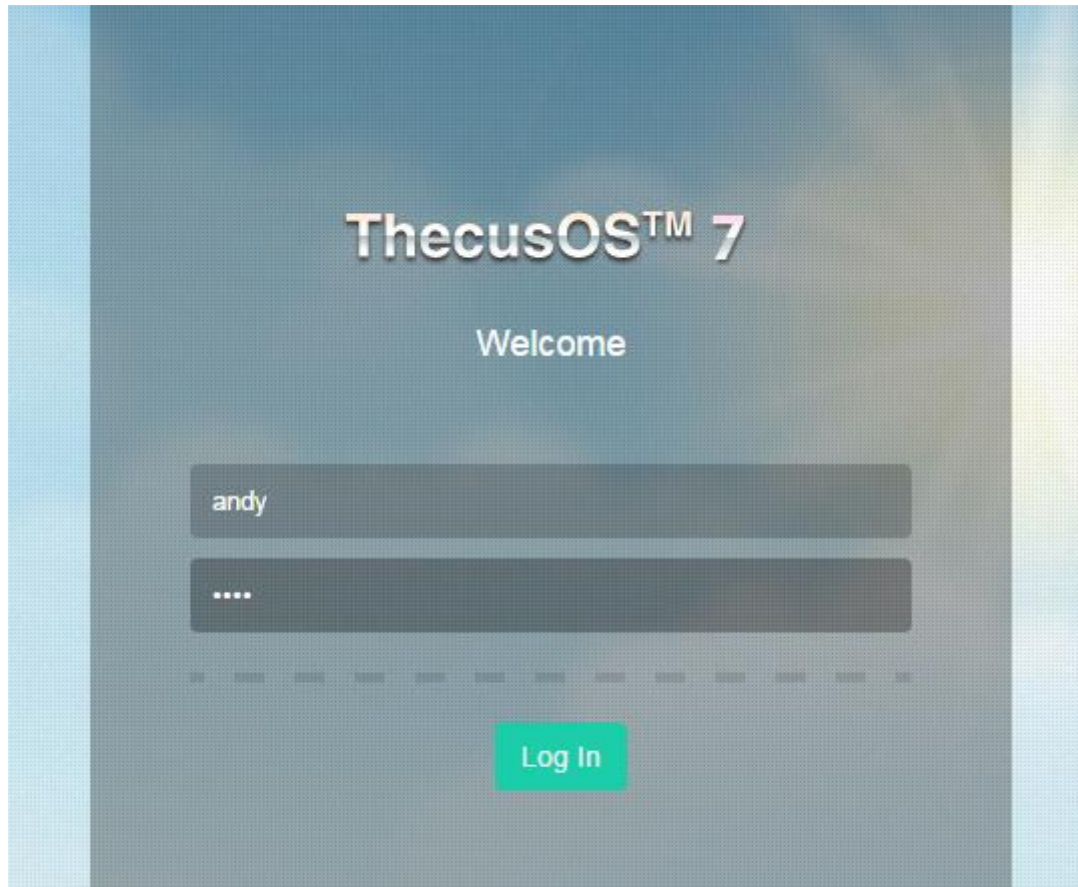 ThecusOS™ 7
Welcome
andy
••••
Log In